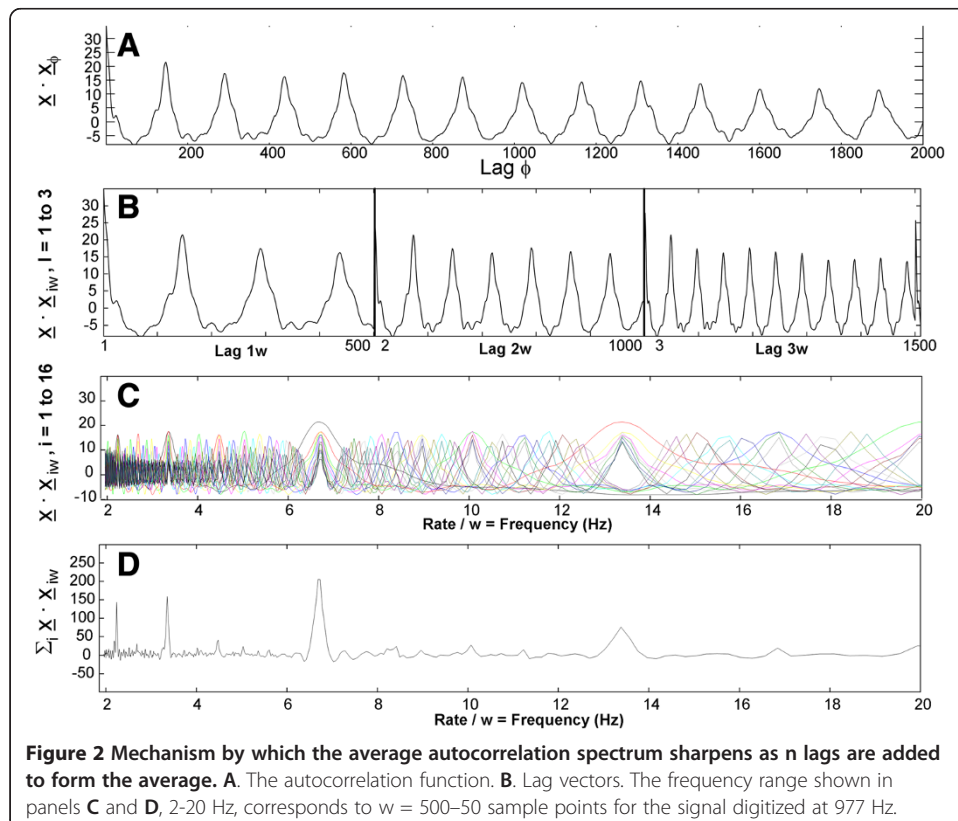 A
X · Xϕ
30
25
20
15
10
5
0
-5
200 400 600 800 1000 1200 1400 1600 1800 2000
Lag ϕ
B
X · Xiw, I = 1 to 3
30
25
20
15
10
5
0
-5
1 500 2 1000 3 1500
Lag 1w Lag 2w Lag 3w
C
X · Xiw, i = 1 to 16
30
20
10
0
-10
2 4 6 8 10 12 14 16 18 20
Rate / w = Frequency (Hz)
D
Σi X · Xiw
250
200
150
100
50
0
-50
2 4 6 8 10 12 14 16 18 20
Rate / w = Frequency (Hz)
Figure 2 Mechanism by which the average autocorrelation spectrum sharpens as n lags are added
to form the average. A. The autocorrelation function. B. Lag vectors. The frequency range shown in
panels C and D, 2-20 Hz, corresponds to w = 500–50 sample points for the signal digitized at 977 Hz.